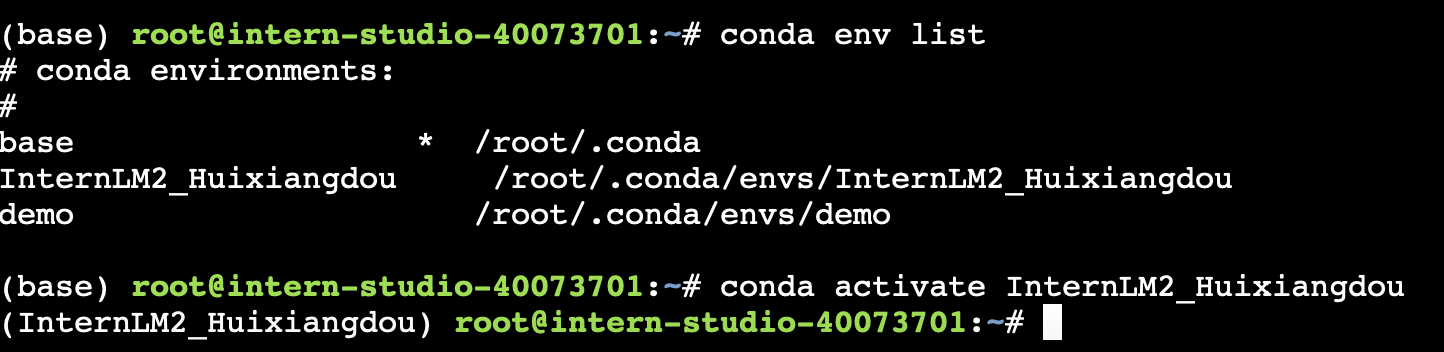 (base) root@intern-studio-40073701:~# conda env list
# conda environments:
#
base                  *  /root/.conda
InternLM2_Huixiangdou     /root/.conda/envs/InternLM2_Huixiangdou
demo                     /root/.conda/envs/demo

(base) root@intern-studio-40073701:~# conda activate InternLM2_Huixiangdou
(InternLM2_Huixiangdou) root@intern-studio-40073701:~#